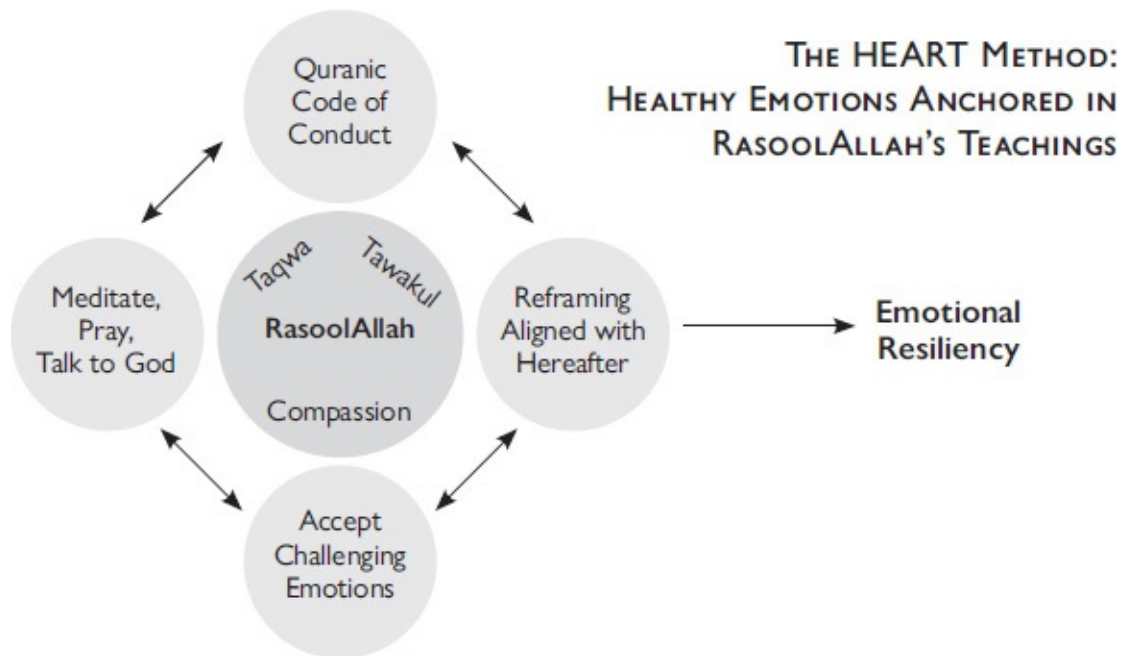 THE HEART METHOD:
HEALTHY EMOTIONS ANCHORED IN
RASOOLALLAH'S TEACHINGS
Quranic
Code of
Conduct
Meditate,
Pray,
Talk to God
Taqwa
Tawakul
RasoolAllah
Compassion
Reframing
Aligned with
Hereafter
Emotional
Resiliency
Accept
Challenging
Emotions